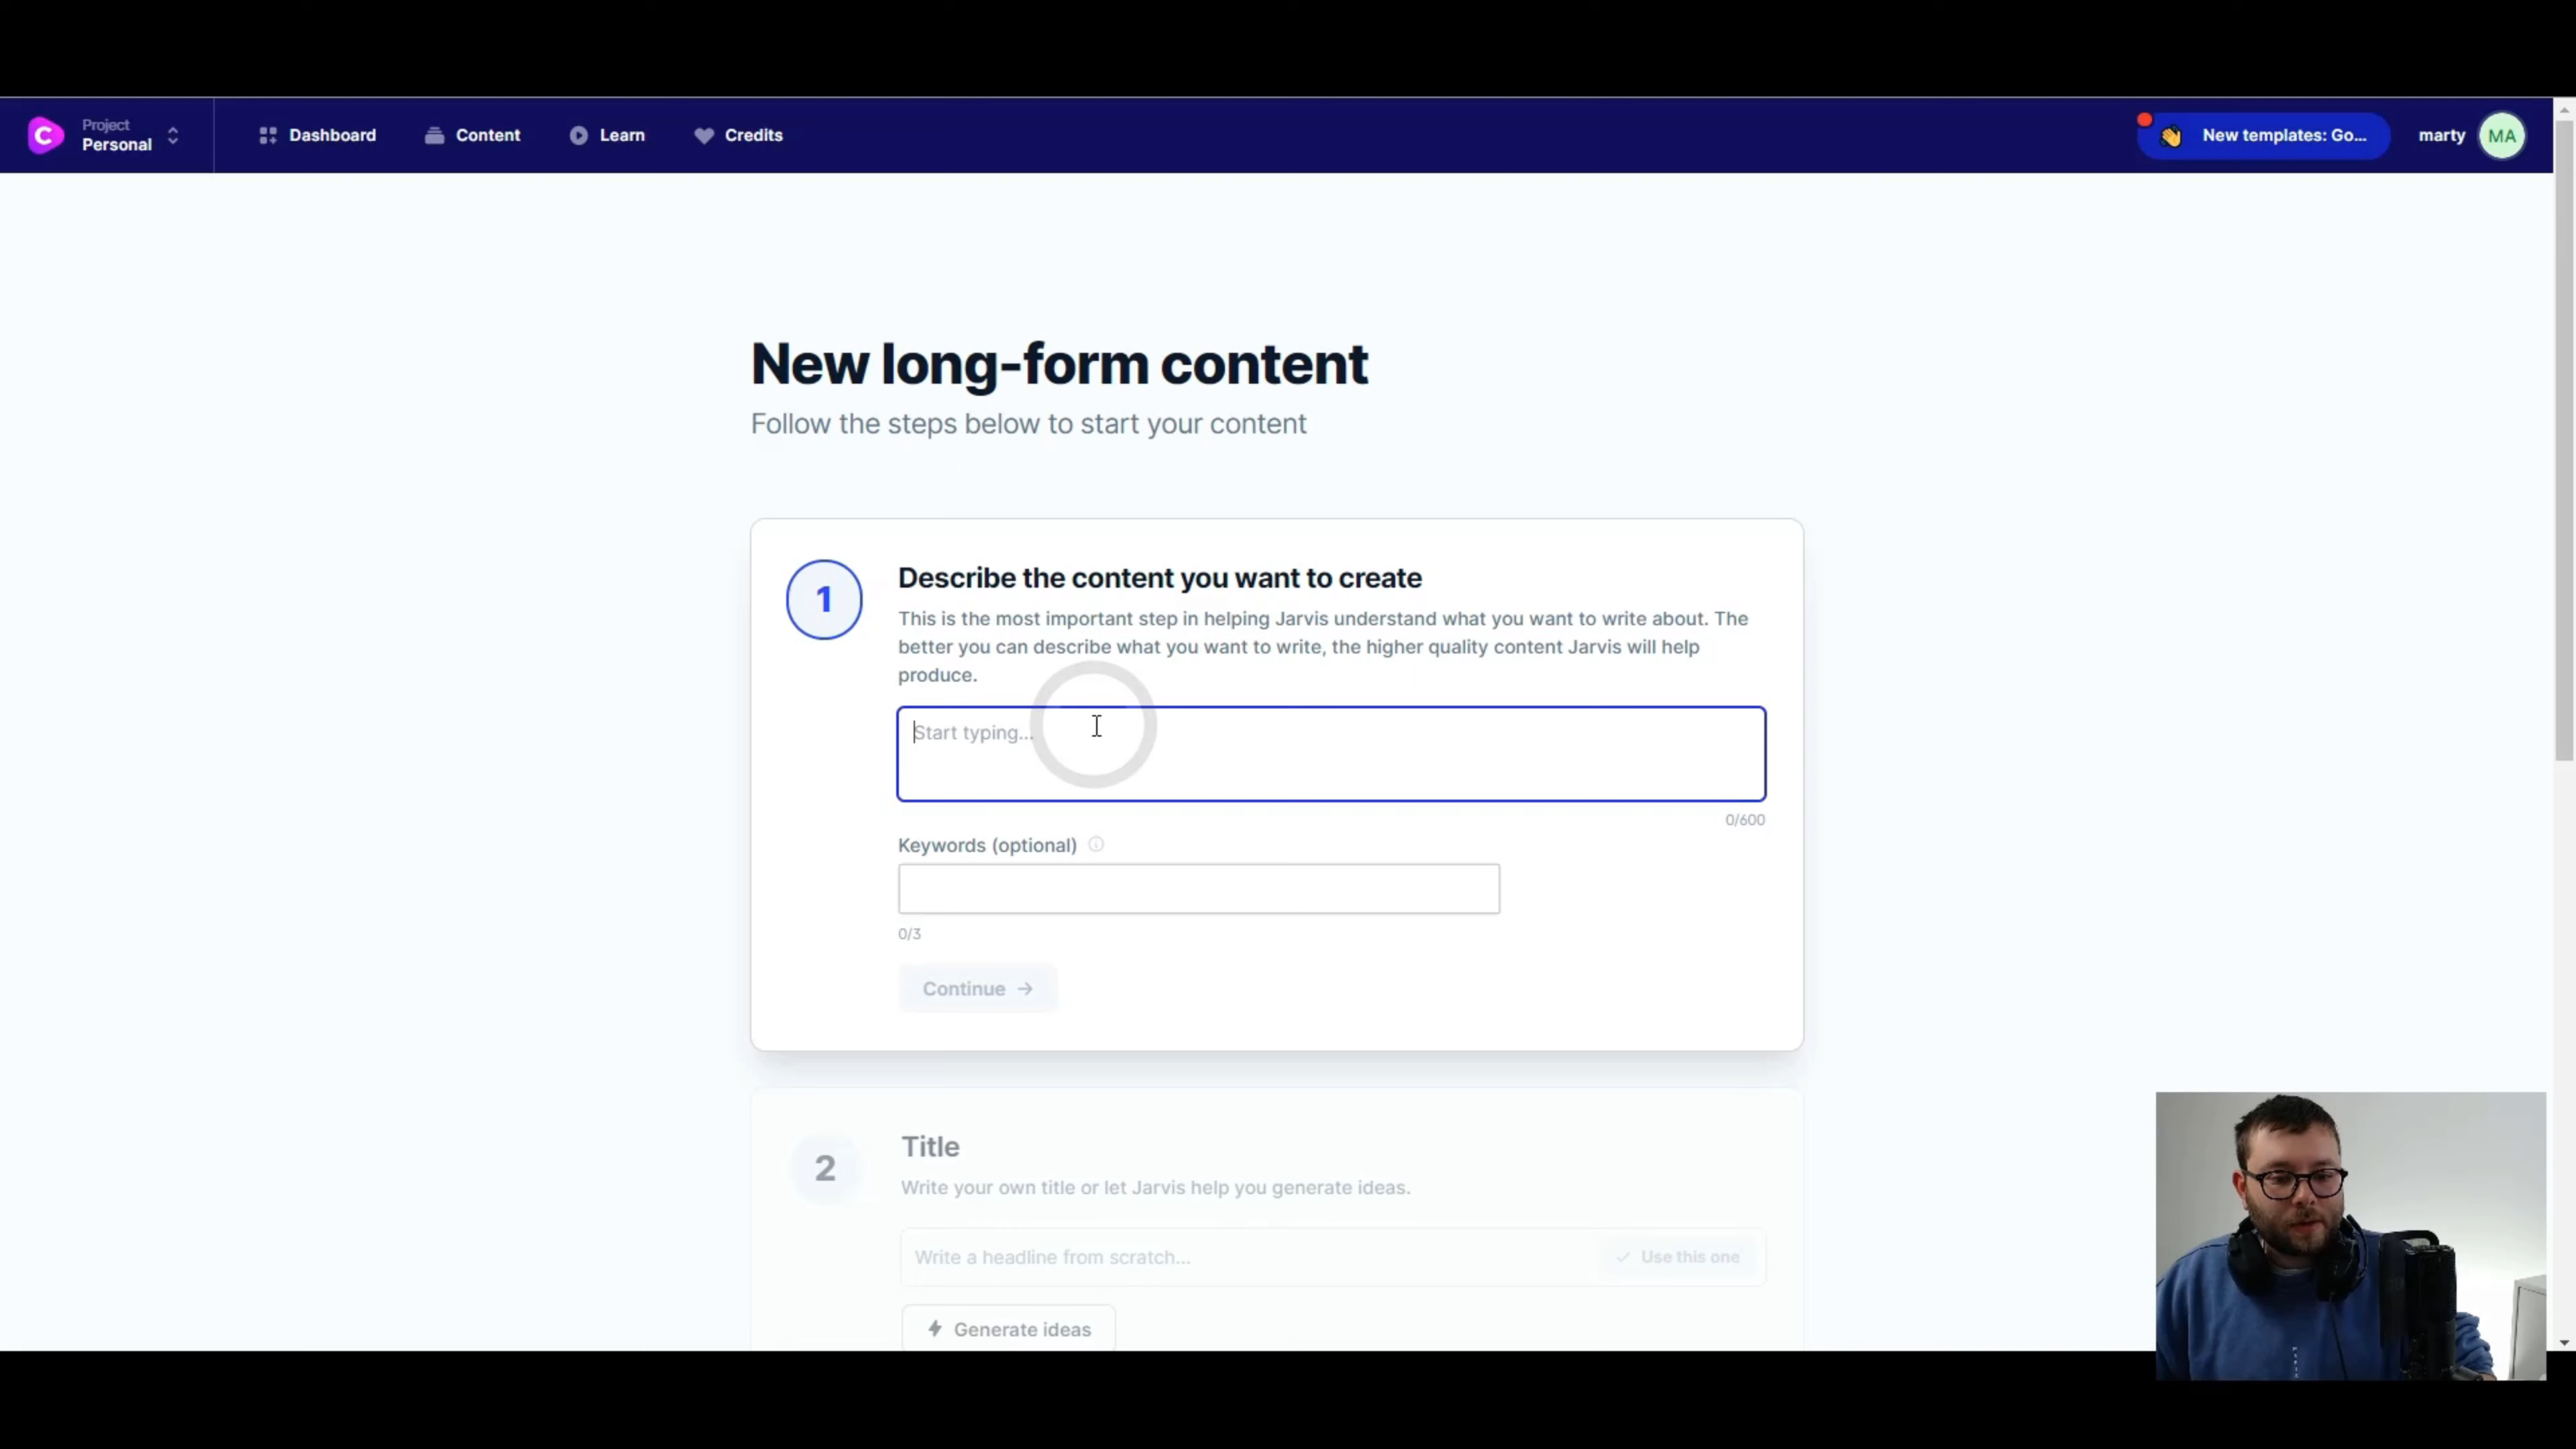 C
Project
Personal
Dashboard
Content
Learn
Credits
New templates: Go...
marty
MA
New long-form content
Follow the steps below to start your content
1
Describe the content you want to create
This is the most important step in helping Jarvis understand what you want to write about. The
better you can describe what you want to write, the higher quality content Jarvis will help
produce.
Start typing...
0/600
Keywords (optional)
0/3
Continue →
2
Title
Write your own title or let Jarvis help you generate ideas.
Write a headline from scratch...
Use this one
Generate ideas